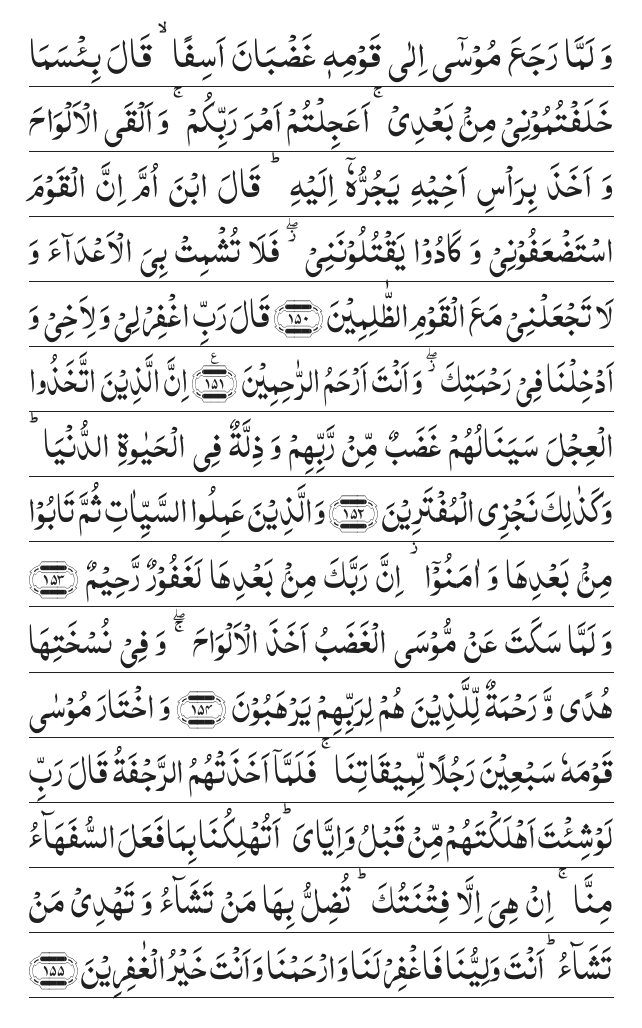 وَ لَمَّا رَجَعَ مُوْسٰۤى اِلٰى قَوْمِهٖ غَضْبَانَ اَسِفًا ۙ قَالَ بِئْسَمَا
خَلَفْتُمُوْنِیْ مِنْۢ بَعْدِیْ ۚ اَعَجِلْتُمْ اَمْرَ رَبِّكُمْ ۚ وَ اَلْقَى الْاَلْوَاحَ
وَ اَخَذَ بِرَاْسِ اَخِیْهِ یَجُرُّهٗۤ اِلَیْهِ ؕ قَالَ ابْنَ اُمَّ اِنَّ الْقَوْمَ
اسْتَضْعَفُوْنِیْ وَ كَادُوْا یَقْتُلُوْنَنِیْ ۖؗ فَلَا تُشْمِتْ بِیَ الْاَعْدَآءَ وَ
لَا تَجْعَلْنِیْ مَعَ الْقَوْمِ الظّٰلِمِیْنَ ﴿۱۵۰﴾ قَالَ رَبِّ اغْفِرْ لِیْ وَ لِاَخِیْ وَ
اَدْخِلْنَا فِیْ رَحْمَتِكَ ۖؗ وَ اَنْتَ اَرْحَمُ الرّٰحِمِیْنَ ﴿۱۵۱﴾ ع اِنَّ الَّذِیْنَ اتَّخَذُوا
الْعِجْلَ سَیَنَالُهُمْ غَضَبٌ مِّنْ رَّبِّهِمْ وَ ذِلَّةٌ فِی الْحَیٰوةِ الدُّنْیَا ؕ
وَ كَذٰلِكَ نَجْزِی الْمُفْتَرِیْنَ ﴿۱۵۲﴾ وَ الَّذِیْنَ عَمِلُوا السَّیِّاٰتِ ثُمَّ تَابُوْا
مِنْۢ بَعْدِهَا وَ اٰمَنُوْۤا ؗ اِنَّ رَبَّكَ مِنْۢ بَعْدِهَا لَغَفُوْرٌ رَّحِیْمٌ ﴿۱۵۳﴾
وَ لَمَّا سَكَتَ عَنْ مُّوْسَى الْغَضَبُ اَخَذَ الْاَلْوَاحَ ۖۚ وَ فِیْ نُسْخَتِهَا
هُدًى وَّ رَحْمَةٌ لِّلَّذِیْنَ هُمْ لِرَبِّهِمْ یَرْهَبُوْنَ ﴿۱۵۴﴾ وَ اخْتَارَ مُوْسٰى
قَوْمَهٗ سَبْعِیْنَ رَجُلًا لِّمِیْقَاتِنَا ۚ فَلَمَّاۤ اَخَذَتْهُمُ الرَّجْفَةُ قَالَ رَبِّ
لَوْ شِئْتَ اَهْلَكْتَهُمْ مِّنْ قَبْلُ وَ اِیَّایَ ؕ اَتُهْلِكُنَا بِمَا فَعَلَ السُّفَهَآءُ
مِنَّا ۚ اِنْ هِیَ اِلَّا فِتْنَتُكَ ؕ تُضِلُّ بِهَا مَنْ تَشَآءُ وَ تَهْدِیْ مَنْ
تَشَآءُ ؕ اَنْتَ وَلِیُّنَا فَاغْفِرْ لَنَا وَ ارْحَمْنَا وَ اَنْتَ خَیْرُ الْغٰفِرِیْنَ ﴿۱۵۵﴾